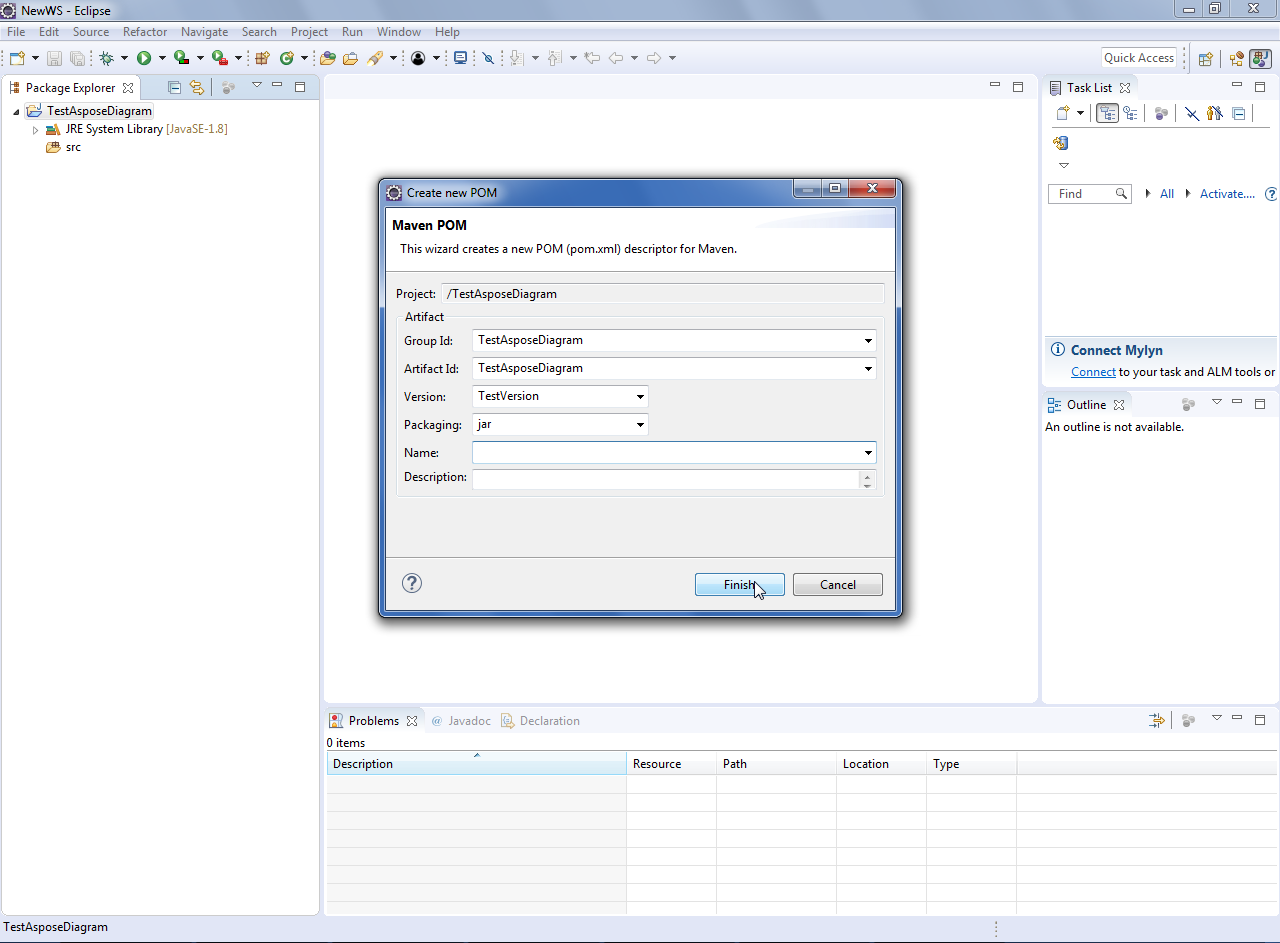 NewWS - Eclipse
File Edit Source Refactor Navigate Search Project Run Window Help
Quick Access
Package Explorer
TestAsposeDiagram
JRE System Library [JavaSE-1.8]
src
Create new POM
Maven POM
This wizard creates a new POM (pom.xml) descriptor for Maven.
Project: /TestAsposeDiagram
Artifact
Group Id: TestAsposeDiagram
Artifact Id: TestAsposeDiagram
Version: TestVersion
Packaging: jar
Name:
Description:
Finish Cancel
Task List
Find All Activate....
Connect Mylyn
Connect to your task and ALM tools or
Outline
An outline is not available.
Problems @ Javadoc Declaration
0 items
Description Resource Path Location Type
TestAsposeDiagram